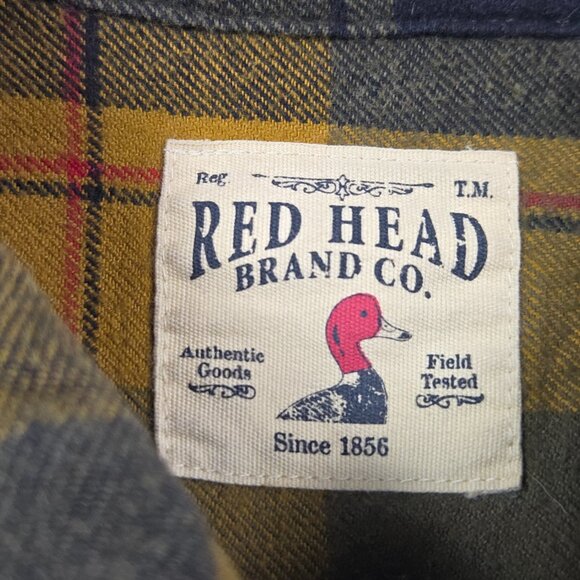 Reg. T.M.
RED HEAD
BRAND CO.
Authentic Goods
Field Tested
Since 1856